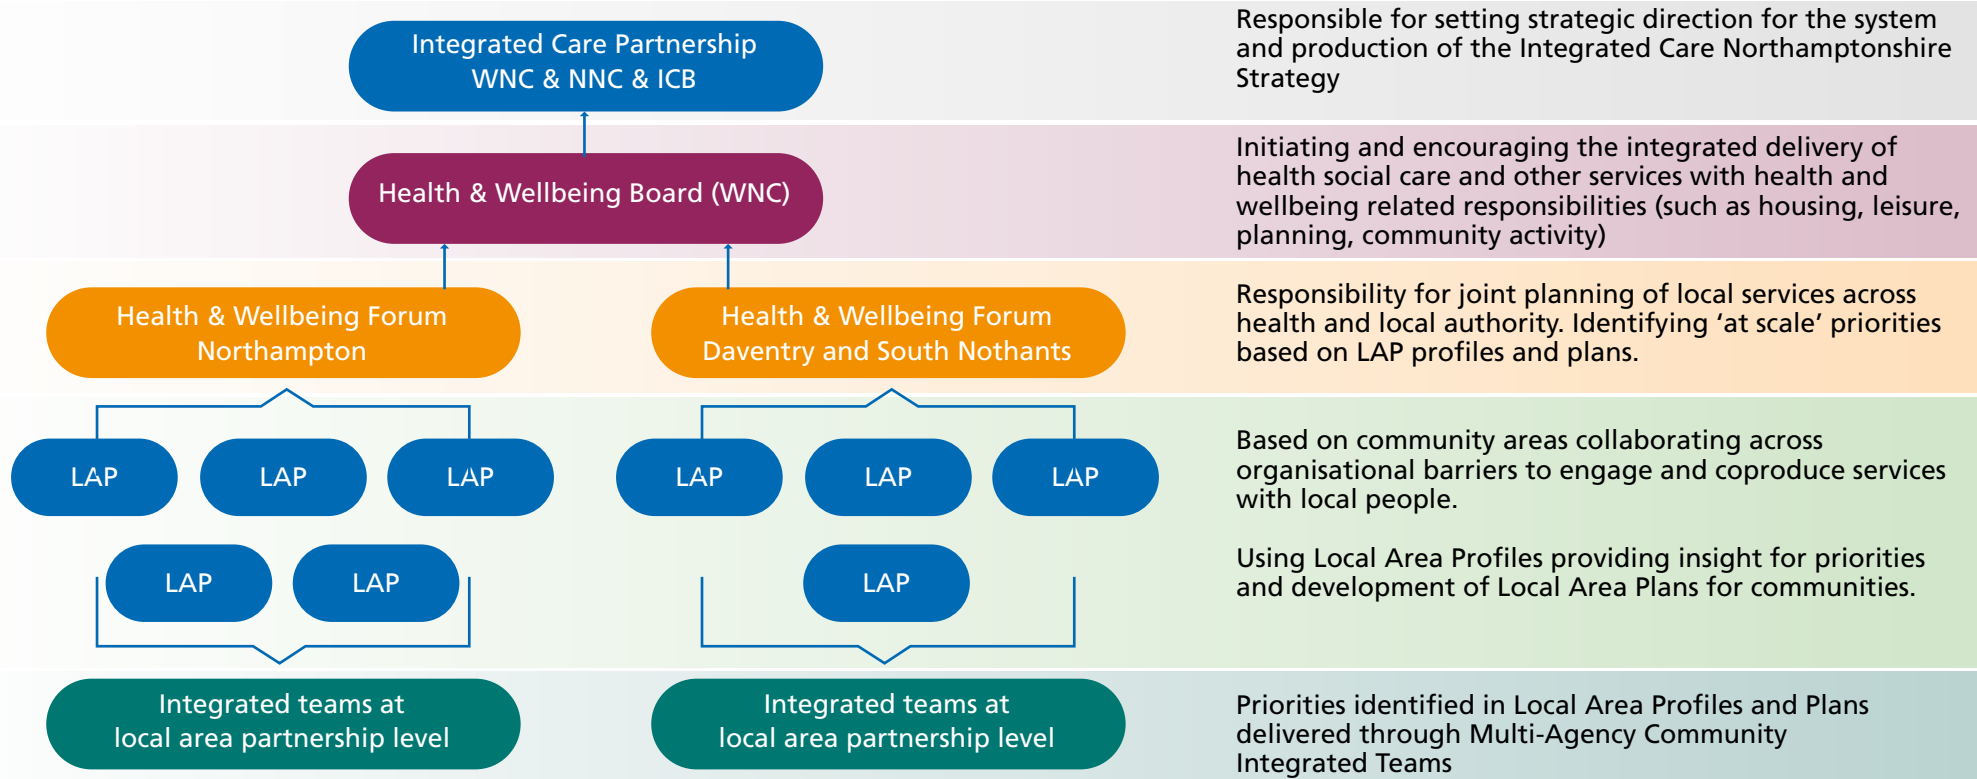 Integrated Care Partnership
WNC & NNC & ICB
Responsible for setting strategic direction for the system
and production of the Integrated Care Northamptonshire
Strategy
Health & Wellbeing Board (WNC)
Initiating and encouraging the integrated delivery of
health social care and other services with health and
wellbeing related responsibilities (such as housing, leisure,
planning, community activity)
Health & Wellbeing Forum
Northampton
Health & Wellbeing Forum
Daventry and South Nothants
Responsibility for joint planning of local services across
health and local authority. Identifying ‘at scale’ priorities
based on LAP profiles and plans.
LAP
LAP
LAP
LAP
LAP
LAP
LAP
LAP
LAP
Based on community areas collaborating across
organisational barriers to engage and coproduce services
with local people.
Using Local Area Profiles providing insight for priorities
and development of Local Area Plans for communities.
Integrated teams at
local area partnership level
Integrated teams at
local area partnership level
Priorities identified in Local Area Profiles and Plans
delivered through Multi-Agency Community
Integrated Teams